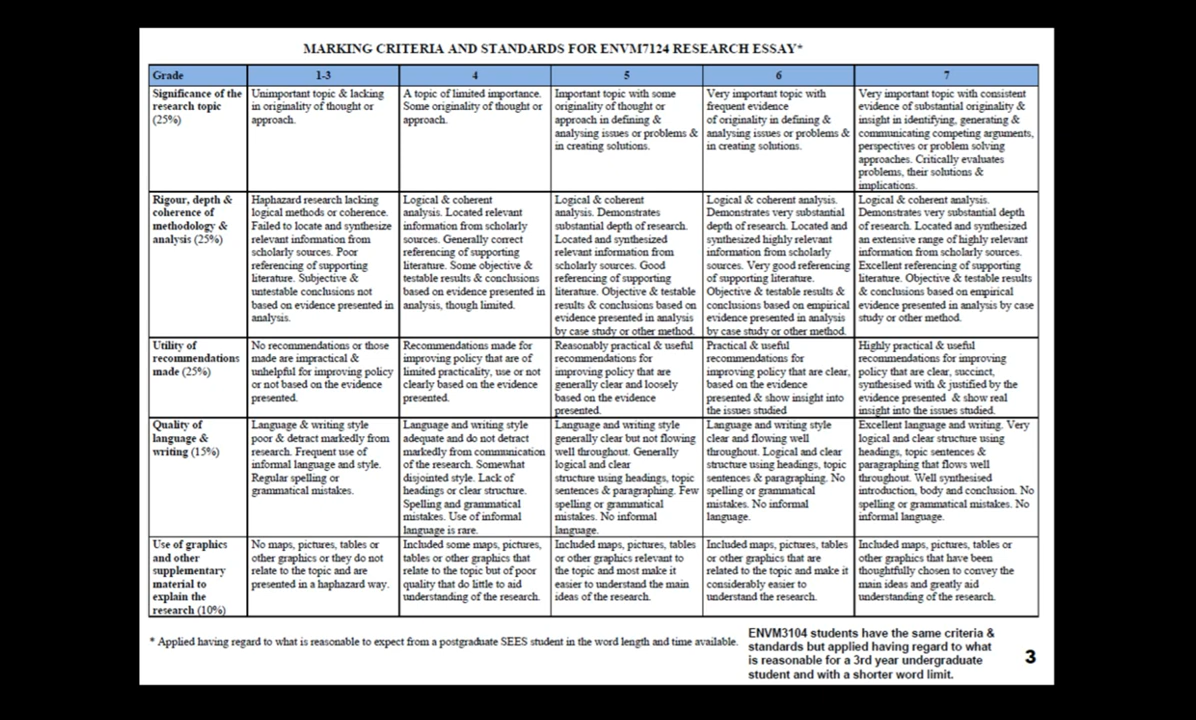 MARKING CRITERIA AND STANDARDS FOR ENVM7124 RESEARCH ESSAY*
Grade
1-3
4
5
6
7
Significance of the
research topic
(25%)
Unimportant topic & lacking
in originality of thought or
approach.
A topic of limited importance.
Some originality of thought or
approach.
Important topic with some
originality of thought or
approach in defining &
analysing issues or problems &
in creating solutions.
Very important topic with
frequent evidence
of originality in defining &
analysing issues or problems &
in creating solutions.
Very important topic with consistent
evidence of substantial originality &
insight in identifying, generating &
communicating competing arguments,
perspectives or problem solving
approaches. Critically evaluates
problems, their solutions &
implications.
Rigour, depth &
coherence of
methodology &
analysis (25%)
Haphazard research lacking
logical methods or coherence.
Failed to locate and synthesize
relevant information from
scholarly sources. Poor
referencing of supporting
literature. Subjective &
untestable conclusions not
based on evidence presented in
analysis.
Logical & coherent
analysis. Located relevant
information from scholarly
sources. Generally correct
referencing of supporting
literature. Some objective &
testable results & conclusions
based on evidence presented in
analysis, though limited.
Logical & coherent
analysis. Demonstrates
substantial depth of research.
Located and synthesized
relevant information from
scholarly sources. Good
referencing of supporting
literature. Objective & testable
results & conclusions based on
evidence presented in analysis
by case study or other method.
Logical & coherent analysis.
Demonstrates very substantial
depth of research. Located and
synthesized highly relevant
information from scholarly
sources. Very good referencing
of supporting literature.
Objective & testable results &
conclusions based on empirical
evidence presented in analysis
by case study or other method.
Logical & coherent analysis.
Demonstrates very substantial depth
of research. Located and synthesized
an extensive range of highly relevant
information from scholarly sources.
Excellent referencing of supporting
literature. Objective & testable results
& conclusions based on empirical
evidence presented in analysis by case
study or other method.
Utility of
recommendations
made (25%)
No recommendations or those
made are impractical &
unhelpful for improving policy
or not based on the evidence
presented.
Recommendations made for
improving policy that are of
limited practicality, use or not
clearly based on the evidence
presented.
Reasonably practical & useful
recommendations for
improving policy that are
generally clear and loosely
based on the evidence
presented.
Practical & useful
recommendations for
improving policy that are clear,
based on the evidence
presented & show insight into
the issues studied
Highly practical & useful
recommendations for improving
policy that are clear, succinct,
synthesised with & justified by the
evidence presented & show real
insight into the issues studied.
Quality of
language &
writing (15%)
Language & writing style
poor & detract markedly from
research. Frequent use of
informal language and style.
Regular spelling or
grammatical mistakes.
Language and writing style
adequate and do not detract
markedly from communication
of the research. Somewhat
disjointed style. Lack of
headings or clear structure.
Spelling and grammatical
mistakes. Use of informal
language is rare.
Language and writing style
generally clear but not flowing
well throughout. Generally
logical and clear
structure using headings, topic
sentences & paragraphing. Few
spelling or grammatical
mistakes. No informal
language.
Language and writing style
clear and flowing well
throughout. Logical and clear
structure using headings, topic
sentences & paragraphing. No
spelling or grammatical
mistakes. No informal
language.
Excellent language and writing. Very
logical and clear structure using
headings, topic sentences &
paragraphing that flows well
throughout. Well synthesised
introduction, body and conclusion. No
spelling or grammatical mistakes. No
informal language.
Use of graphics
and other
supplementary
material to
explain the
research (10%)
No maps, pictures, tables or
other graphics or they do not
relate to the topic and are
presented in a haphazard way.
Included some maps, pictures,
tables or other graphics that
relate to the topic but of poor
quality that do little to aid
understanding of the research.
Included maps, pictures, tables
or other graphics relevant to
the topic and most make it
easier to understand the main
ideas of the research.
Included maps, pictures, tables
or other graphics that are
related to the topic and make it
considerably easier to
understand the research.
Included maps, pictures, tables or
other graphics that have been
thoughtfully chosen to convey the
main ideas and greatly aid
understanding of the research.
* Applied having regard to what is reasonable to expect from a postgraduate SEES student in the word length and time available.
ENVM3104 students have the same criteria &
standards but applied having regard to what
is reasonable for a 3rd year undergraduate
student and with a shorter word limit.
3